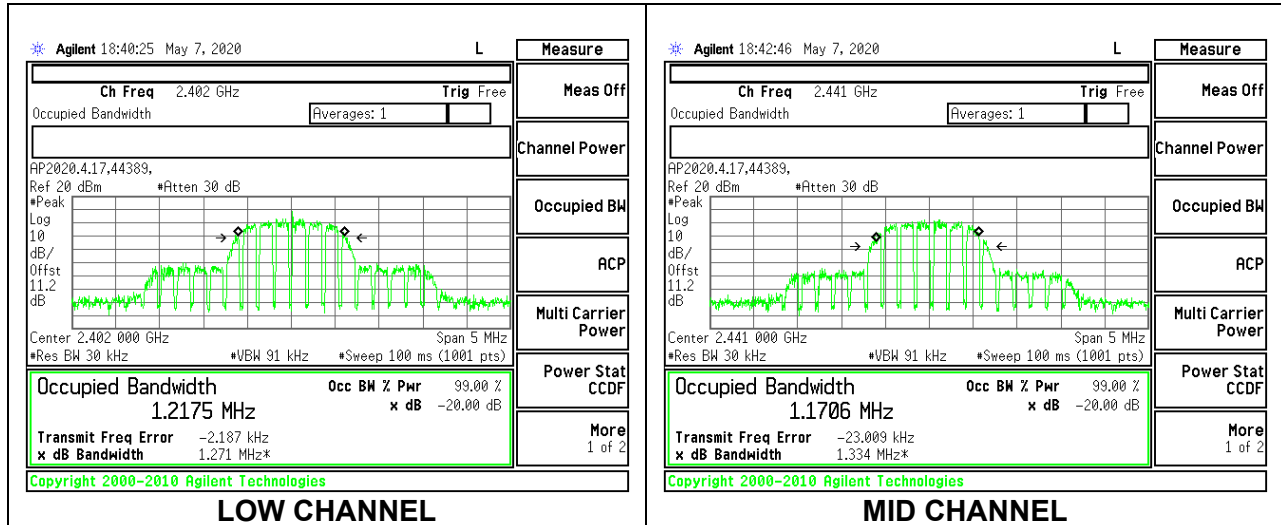 Agilent 18:40:25 May 7, 2020 L
Measure
Ch Freq 2.402 GHz Trig Free
Occupied Bandwidth Averages: 1
Meas Off
Channel Power
Occupied BW
ACP
Multi Carrier
Power
Power Stat
CCDF
More
1 of 2
AP2020.4.17,44389,
Ref 20 dBm #Atten 30 dB
#Peak
Log
10
dB/
Offst
11.2
dB
Center 2.402 000 GHz Span 5 MHz
#Res BW 30 kHz #VBW 91 kHz #Sweep 100 ms (1001 pts)
Occupied Bandwidth Occ BW % Pwr 99.00 %
1.2175 MHz x dB -20.00 dB
Transmit Freq Error -2.187 kHz
x dB Bandwidth 1.271 MHz*
Copyright 2000-2010 Agilent Technologies
LOW CHANNEL
Agilent 18:42:46 May 7, 2020 L
Measure
Ch Freq 2.441 GHz Trig Free
Occupied Bandwidth Averages: 1
Meas Off
Channel Power
Occupied BW
ACP
Multi Carrier
Power
Power Stat
CCDF
More
1 of 2
AP2020.4.17,44389,
Ref 20 dBm #Atten 30 dB
#Peak
Log
10
dB/
Offst
11.2
dB
Center 2.441 000 GHz Span 5 MHz
#Res BW 30 kHz #VBW 91 kHz #Sweep 100 ms (1001 pts)
Occupied Bandwidth Occ BW % Pwr 99.00 %
1.1706 MHz x dB -20.00 dB
Transmit Freq Error -23.009 kHz
x dB Bandwidth 1.334 MHz*
Copyright 2000-2010 Agilent Technologies
MID CHANNEL